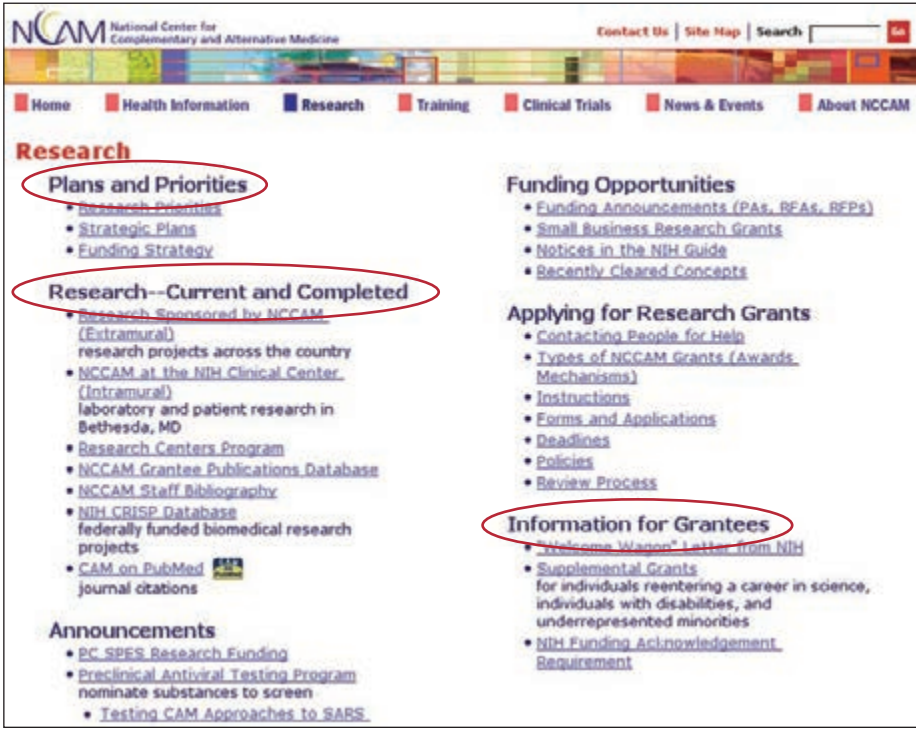 NCCAM National Center for
Complementary and Alternative Medicine
Contact Us | Site Map | Search Go
Home Health Information Research Training Clinical Trials News & Events About NCCAM
Research
Plans and Priorities
• Research Priorities
• Strategic Plans
• Funding Strategy
Research--Current and Completed
• Research Sponsored by NCCAM
(Extramural)
research projects across the country
• NCCAM at the NIH Clinical Center
(Intramural)
laboratory and patient research in
Bethesda, MD
• Research Centers Program
• NCCAM Grantee Publications Database
• NCCAM Staff Bibliography
• NIH CRISP Database
federally funded biomedical research
projects
• CAM on PubMed CAM on PubMed
journal citations
Announcements
• PC SPES Research Funding
• Preclinical Antiviral Testing Program
nominate substances to screen
• Testing CAM Approaches to SARS
Funding Opportunities
• Funding Announcements (PAs, RFAs, RFPs)
• Small Business Research Grants
• Notices in the NIH Guide
• Recently Cleared Concepts
Applying for Research Grants
• Contacting People for Help
• Types of NCCAM Grants (Awards
Mechanisms)
• Instructions
• Forms and Applications
• Deadlines
• Policies
• Review Process
Information for Grantees
• "Welcome Wagon" Letter from NIH
• Supplemental Grants
for individuals reentering a career in science,
individuals with disabilities, and
underrepresented minorities
• NIH Funding Acknowledgement
Requirement